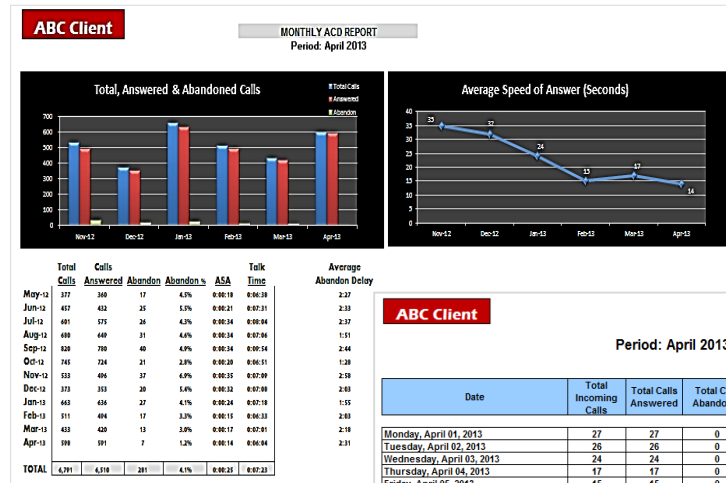 ABC Client
MONTHLY ACD REPORT
Period: April 2013
Total, Answered & Abandoned Calls
Total Calls
Answered
Abandon
700
600
500
400
300
200
100
0
Nov-12 Dec-12 Jan-13 Feb-13 Mar-13 Apr-13
Average Speed of Answer (Seconds)
40
35
30
25
20
15
10
5
0
35 32 24 15 17 14
Nov-12 Dec-12 Jan-13 Feb-13 Mar-13 Apr-13
Total Calls Talk Average
Calls Answered Abandon Abandon % ASA Time Abandon Delay
May-12 377 360 17 4.5% 0:00:18 0:06:38 2:27
Jun-12 457 432 25 5.5% 0:00:21 0:07:31 2:33
Jul-12 601 575 26 4.3% 0:00:34 0:08:04 2:37
Aug-12 680 649 31 4.6% 0:00:34 0:07:06 1:51
Sep-12 820 780 40 4.9% 0:00:34 0:09:54 2:44
Oct-12 745 724 21 2.8% 0:00:20 0:06:51 1:28
Nov-12 533 496 37 6.9% 0:00:35 0:07:09 2:58
Dec-12 373 353 20 5.4% 0:00:32 0:07:08 2:03
Jan-13 663 636 27 4.1% 0:00:24 0:07:18 1:55
Feb-13 511 494 17 3.3% 0:00:15 0:06:33 2:03
Mar-13 433 420 13 3.0% 0:00:17 0:07:01 2:18
Apr-13 598 591 7 1.2% 0:00:14 0:06:04 2:31
TOTAL 6,791 6,510 281 4.1% 0:00:25 0:07:23
ABC Client
Period: April 2013
Date
Total Incoming Calls
Total Calls Answered
Total C
Abando
Monday, April 01, 2013 27 27 0
Tuesday, April 02, 2013 26 26 0
Wednesday, April 03, 2013 24 24 0
Thursday, April 04, 2013 17 17 0
Friday, April 05, 2013 15 15 0